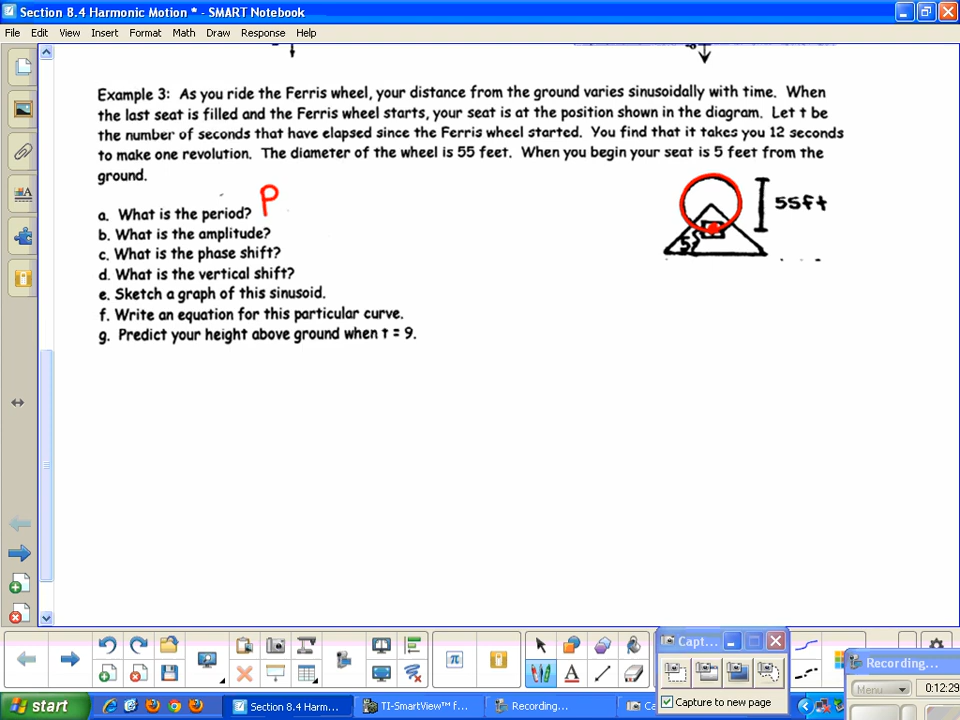 Section 8.4 Harmonic Motion * - SMART Notebook
File Edit View Insert Format Math Draw Response Help
Example 3: As you ride the Ferris wheel, your distance from the ground varies sinusoidally with time. When
the last seat is filled and the Ferris wheel starts, your seat is at the position shown in the diagram. Let t be
the number of seconds that have elapsed since the Ferris wheel started. You find that it takes you 12 seconds
to make one revolution. The diameter of the wheel is 55 feet. When you begin your seat is 5 feet from the
ground.
P
55ft
5
a. What is the period?
b. What is the amplitude?
c. What is the phase shift?
d. What is the vertical shift?
e. Sketch a graph of this sinusoid.
f. Write an equation for this particular curve.
g. Predict your height above ground when t = 9.
Capt...
Recording...
Menu
0:12:29
Capture to new page
start
Section 8.4 Harm...
TI-SmartView™ f...
Recording...